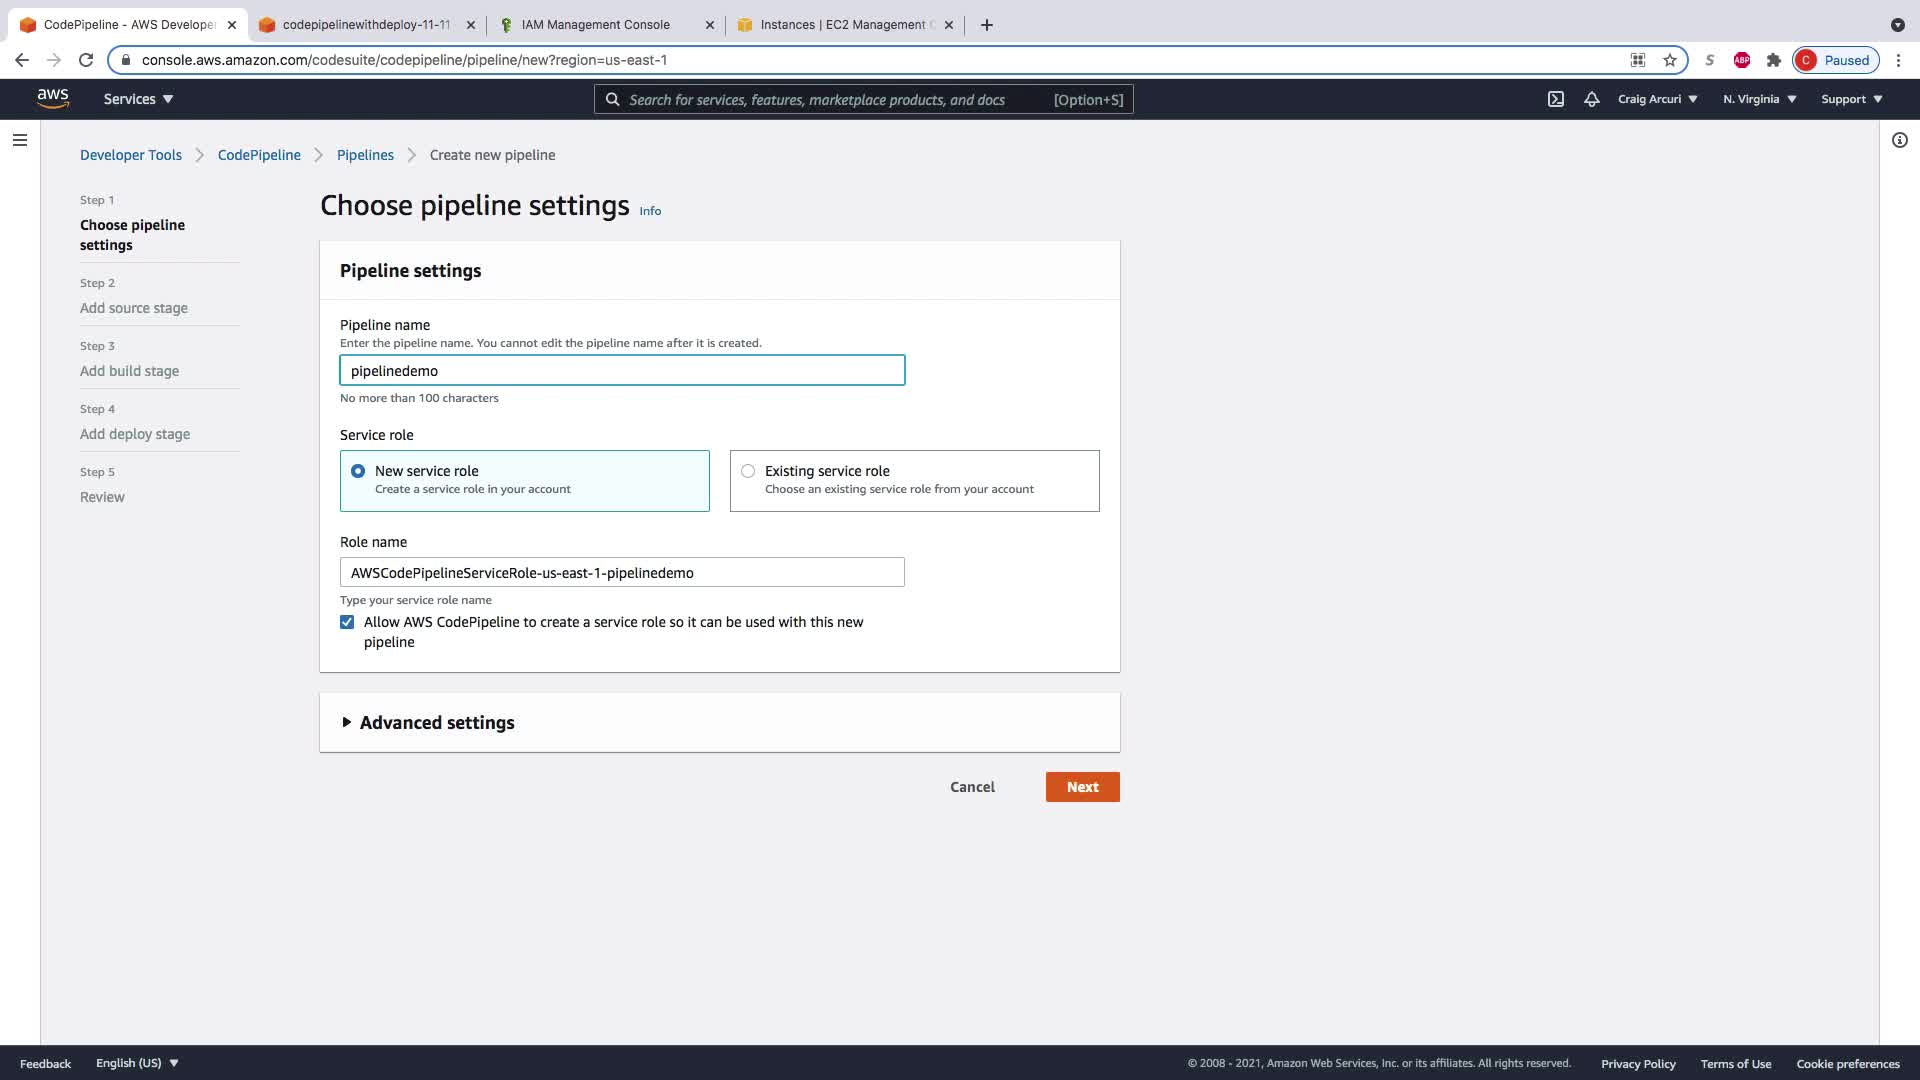 CodePipeline - AWS Developer
codepipelinewithdeploy-11-11
IAM Management Console
Instances | EC2 Management C
console.aws.amazon.com/codesuite/codepipeline/pipeline/new?region=us-east-1
S
ABP
C
Paused
aws
Services
Search for services, features, marketplace products, and docs
[Option+S]
Craig Arcuri
N. Virginia
Support
Developer Tools
CodePipeline
Pipelines
Create new pipeline
Step 1
Choose pipeline
settings
Step 2
Add source stage
Step 3
Add build stage
Step 4
Add deploy stage
Step 5
Review
Choose pipeline settings Info
Pipeline settings
Pipeline name
Enter the pipeline name. You cannot edit the pipeline name after it is created.
pipelinedemo
No more than 100 characters
Service role
New service role
Create a service role in your account
Existing service role
Choose an existing service role from your account
Role name
AWSCodePipelineServiceRole-us-east-1-pipelinedemo
Type your service role name
Allow AWS CodePipeline to create a service role so it can be used with this new
pipeline
Advanced settings
Cancel
Next
Feedback
English (US)
© 2008 - 2021, Amazon Web Services, Inc. or its affiliates. All rights reserved.
Privacy Policy
Terms of Use
Cookie preferences